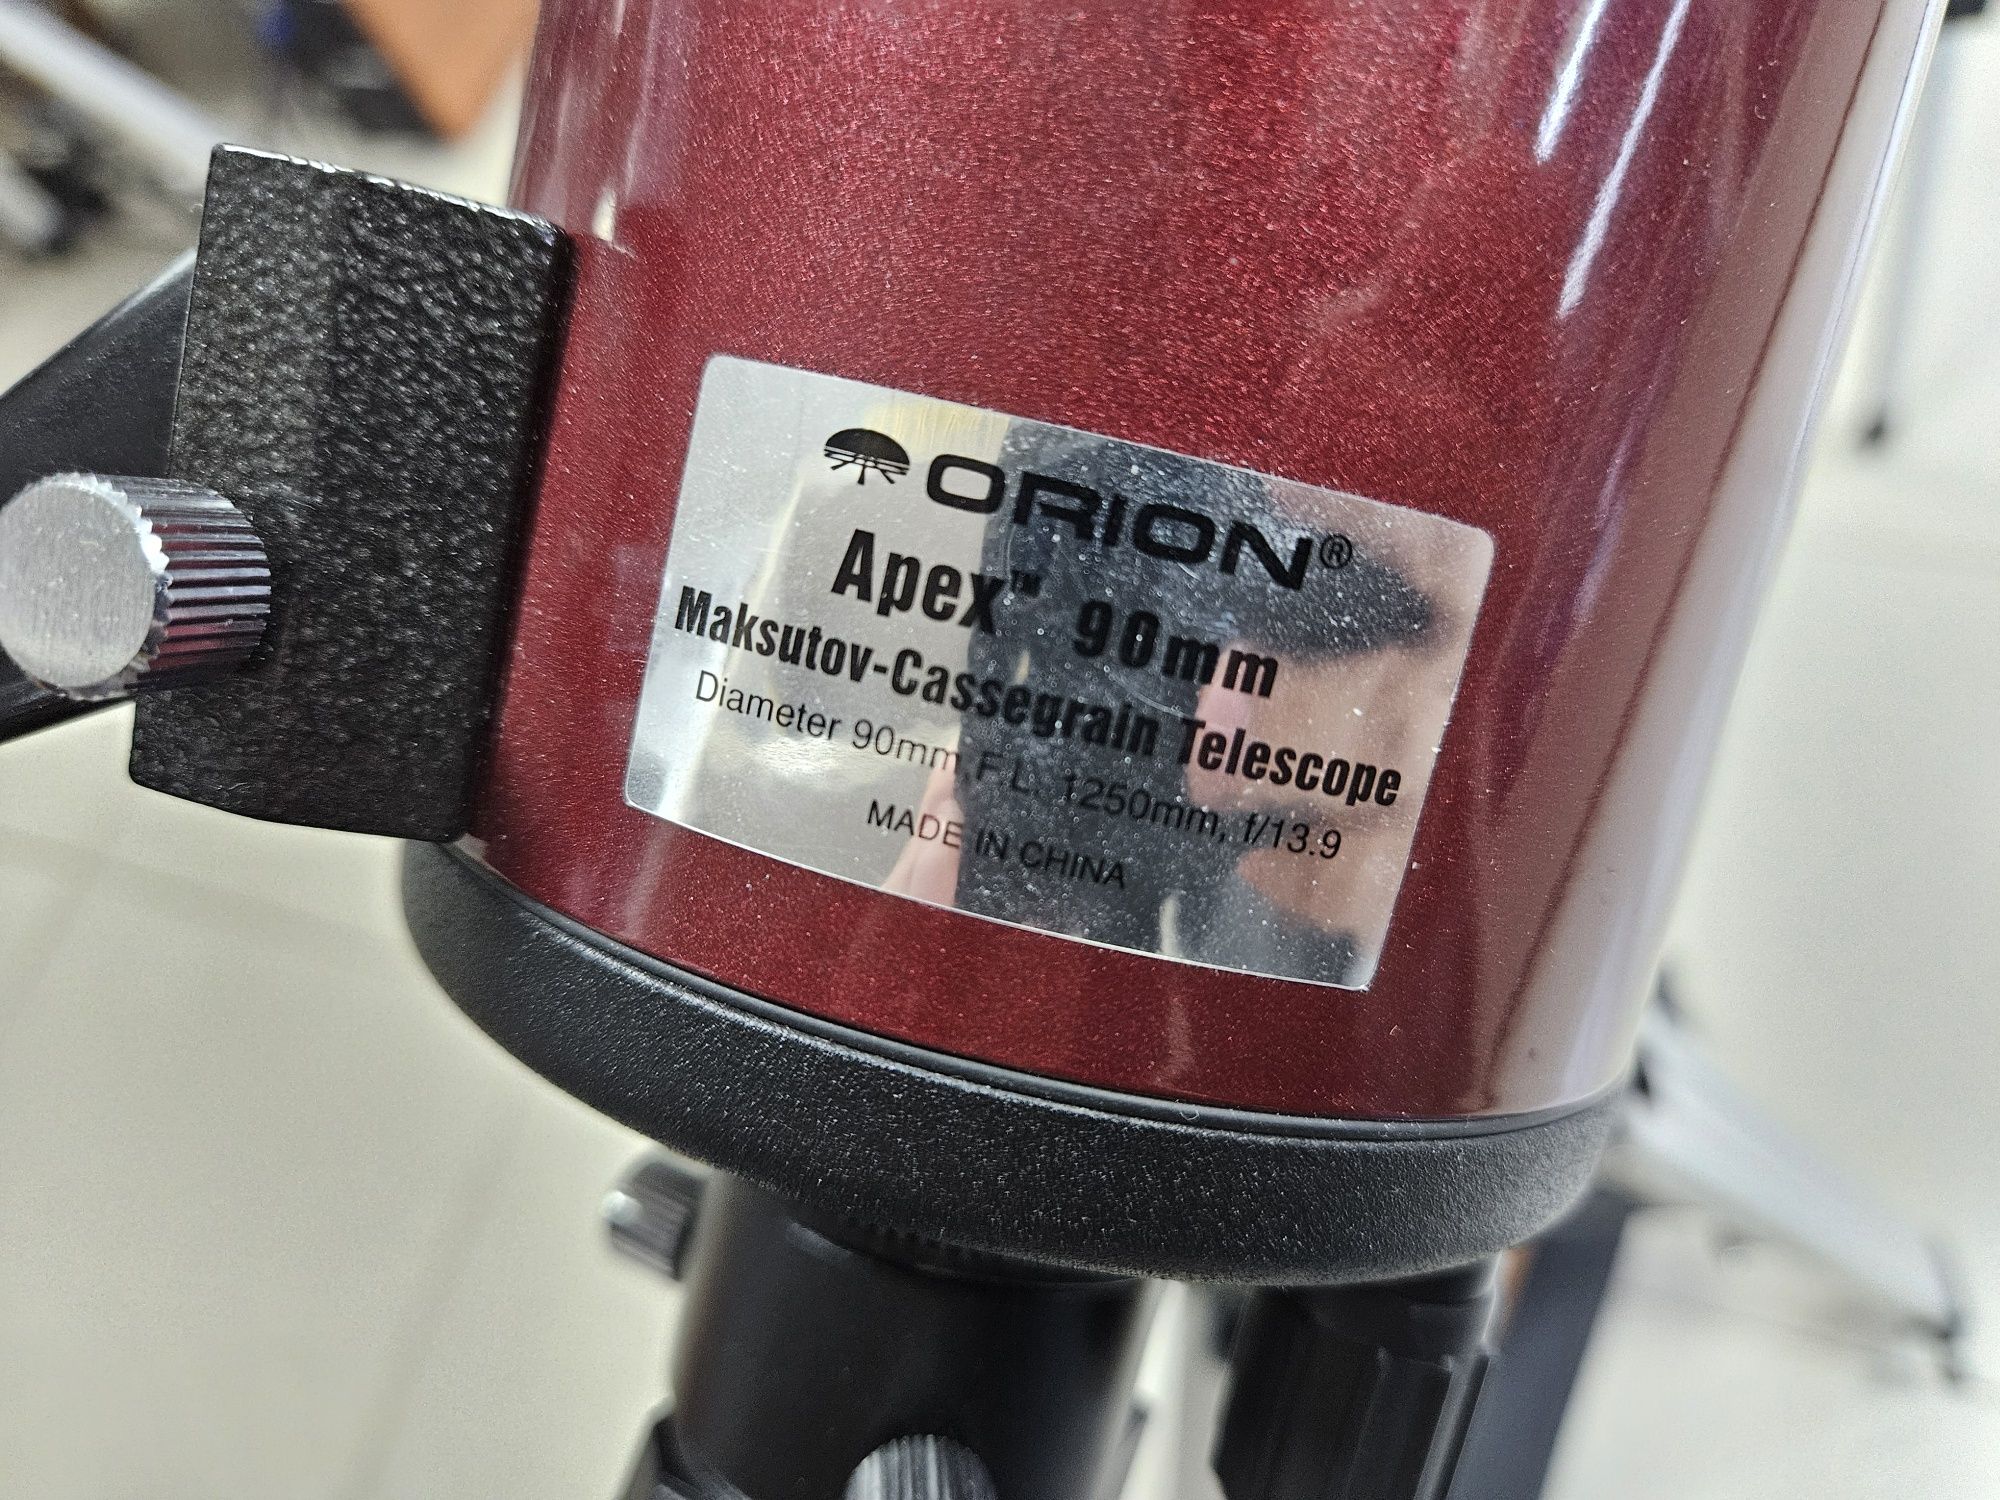 ORION®
Apex™ 90mm
Maksutov-Cassegrain Telescope
Diameter 90mm, F.L. 1250mm, f/13.9
MADE IN CHINA